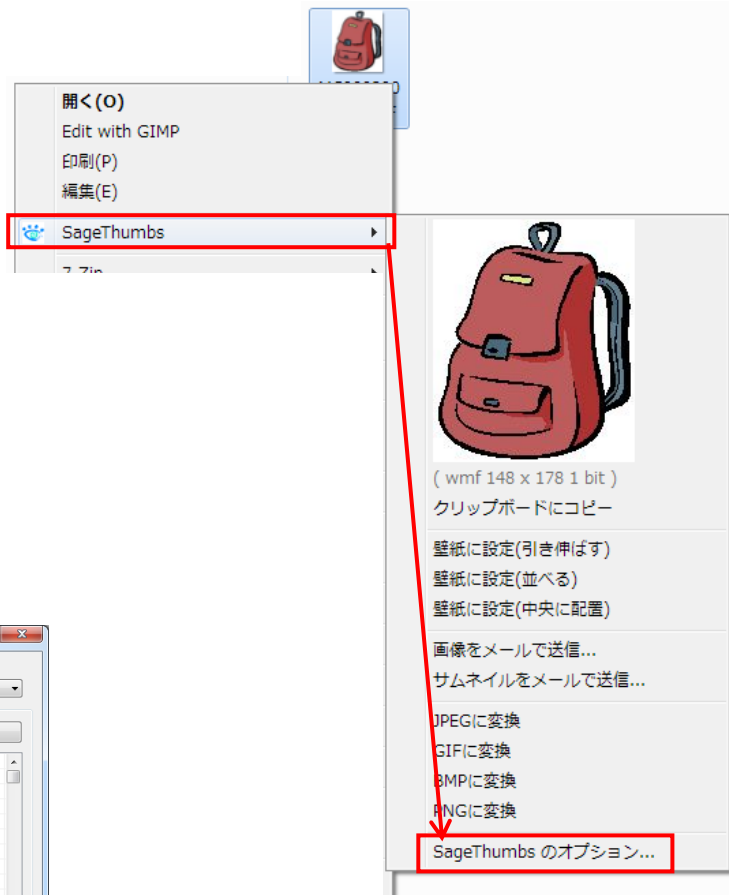 開く(O)
Edit with GIMP
印刷(P)
編集(E)
SageThumbs
7-Zip
( wmf 148 x 178 1 bit )
クリップボードにコピー
壁紙に設定(引き伸ばす)
壁紙に設定(並べる)
壁紙に設定(中央に配置)
画像をメールで送信...
サムネイルをメールで送信...
JPEGに変換
GIFに変換
BMPに変換
PNGに変換
SageThumbs のオプション...